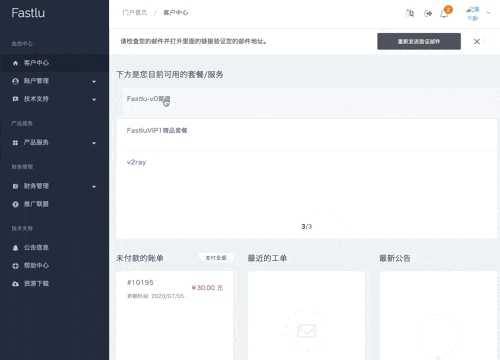 Fastlu
门户首页 / 客户中心
2
请检查您的邮件并打开里面的链接验证您的邮件地址。
重新发送验证邮件
会员中心
客户中心
账户管理
技术支持
产品服务
产品服务
财务管理
财务管理
推广联盟
技术支持
公告信息
帮助中心
资源下载
下方是您目前可用的套餐/服务
Fastlu-v0普通
FastluVIP1精品套餐
v2ray
3/3
未付款的账单
支付全部
最近的工单
最新公告
#10195
到期时间: 2020/07/05
¥30.00 元